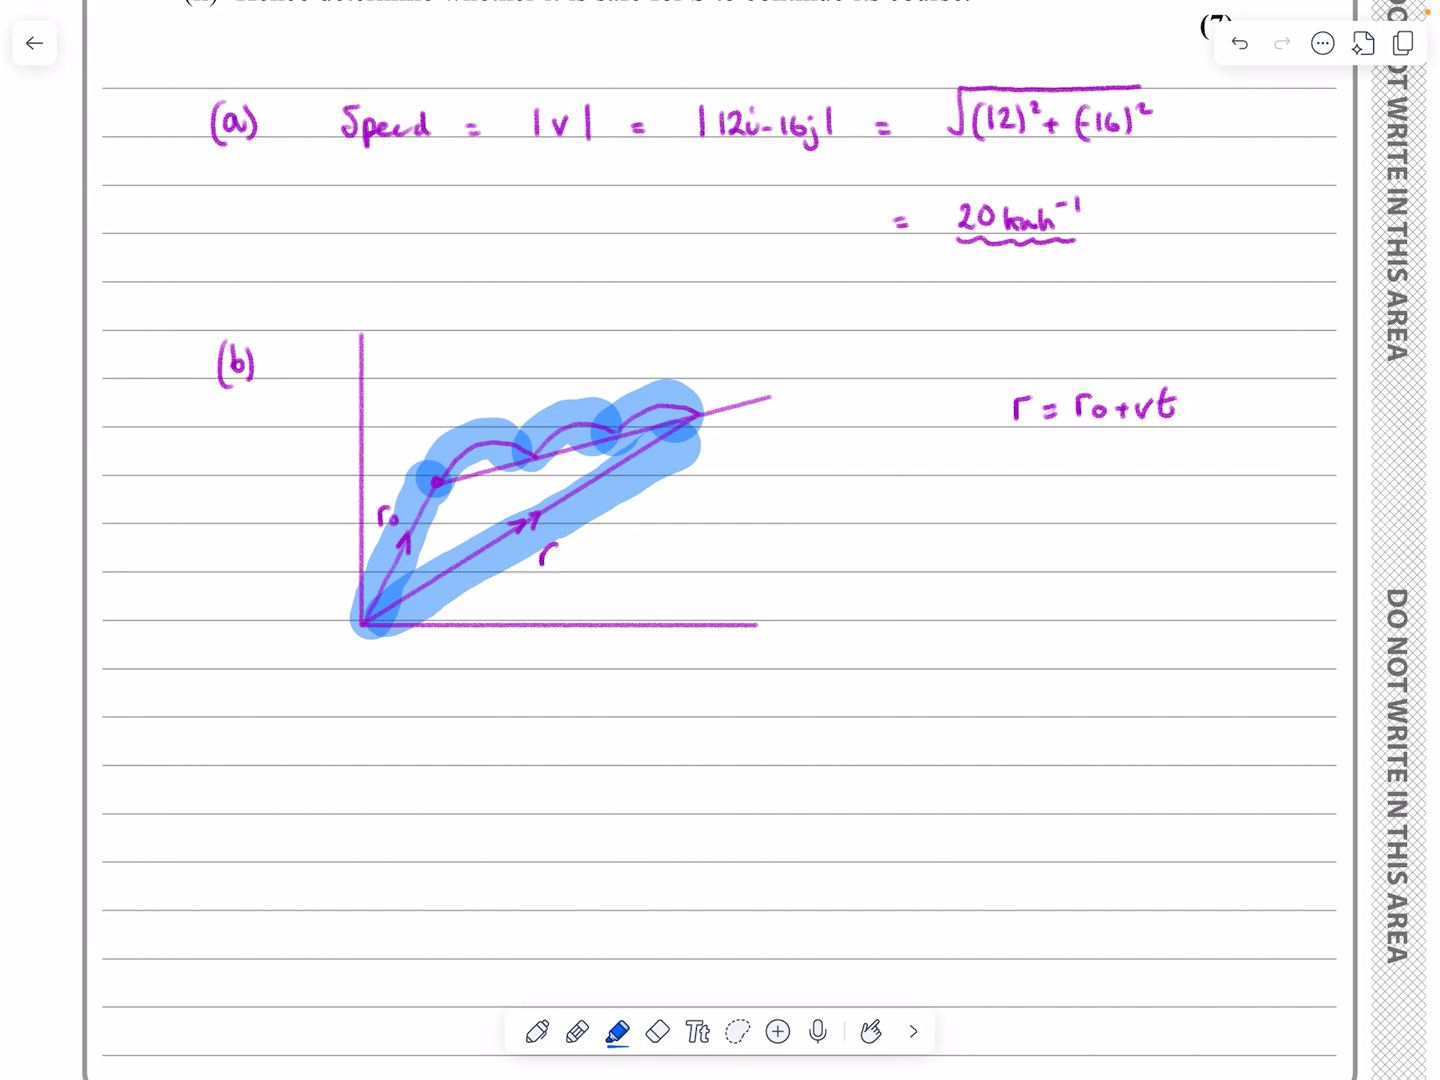 (a) Speed = |v| = |12i-16j| = √(12)² + (-16)²
= 20 kmh⁻¹
(b)
r = r₀ + vt
r₀
r
DO NOT WRITE IN THIS AREA
DO NOT WRITE IN THIS AREA
Tt